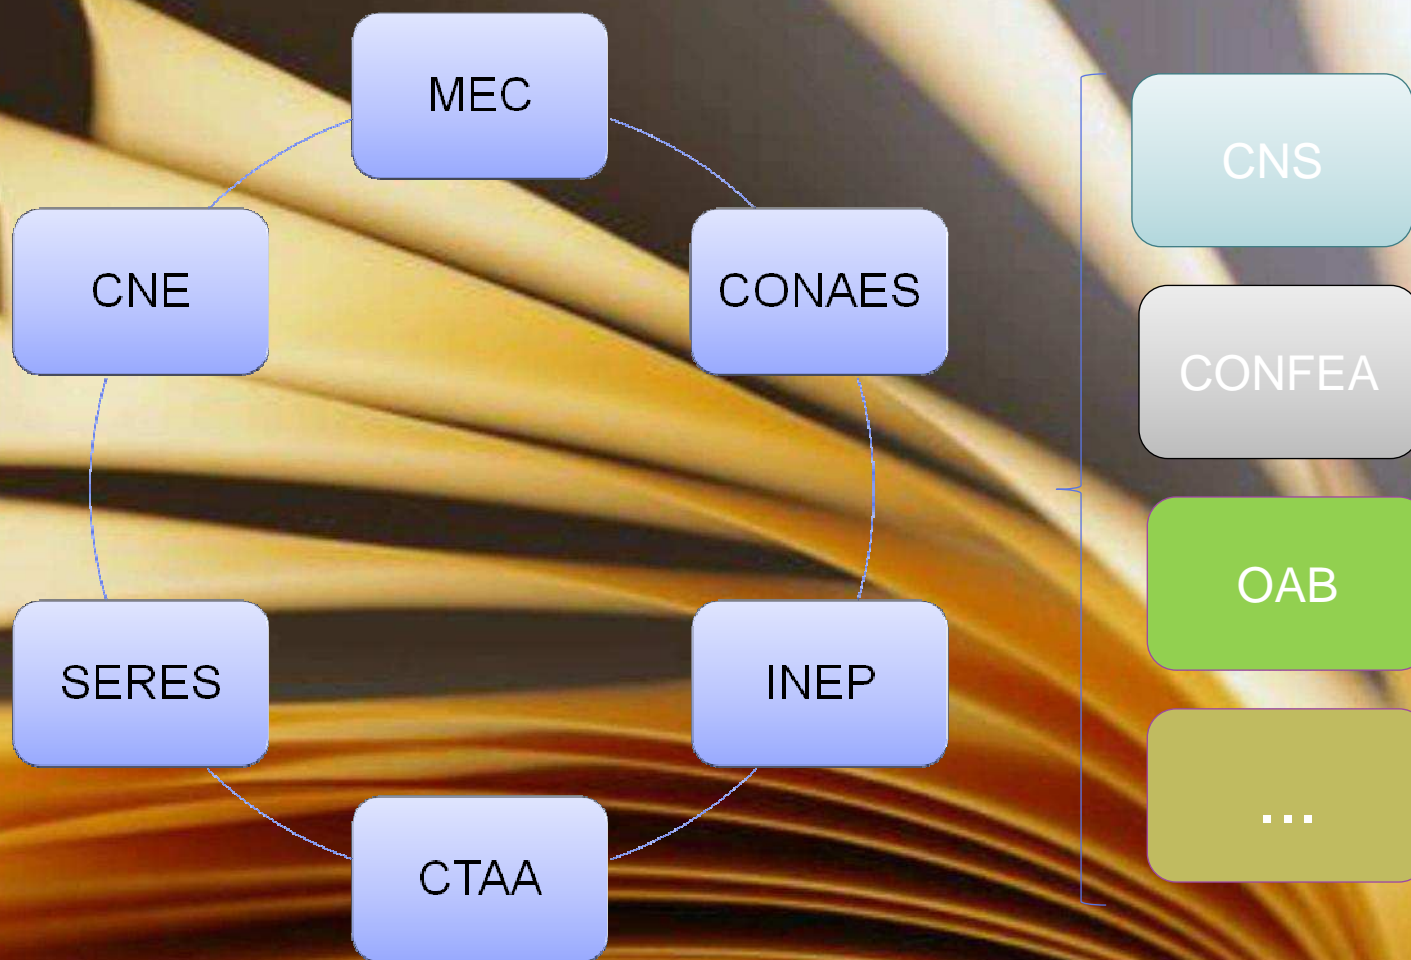 MEC
CNE
CONAES
SERES
INEP
CTAA
CNS
CONFEA
OAB
...